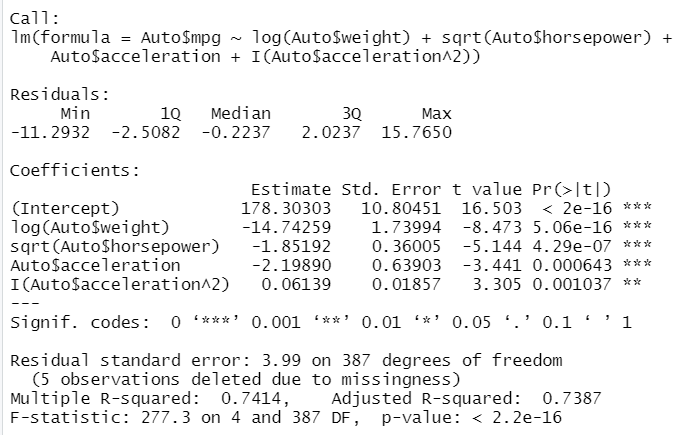 Call:
lm(formula = Auto$mpg ~ log(Auto$weight) + sqrt(Auto$horsepower) +
    Auto$acceleration + I(Auto$acceleration^2))

Residuals:
     Min       1Q   Median       3Q      Max
-11.2932  -2.5082  -0.2237   2.0237  15.7650

Coefficients:
                        Estimate Std. Error t value Pr(>|t|)
(Intercept)            178.30303   10.80451  16.503  < 2e-16 ***
log(Auto$weight)       -14.74259    1.73994  -8.473 5.06e-16 ***
sqrt(Auto$horsepower)   -1.85192    0.36005  -5.144 4.29e-07 ***
Auto$acceleration       -2.19890    0.63903  -3.441 0.000643 ***
I(Auto$acceleration^2)   0.06139    0.01857   3.305 0.001037 **
---
Signif. codes:  0 ‘***’ 0.001 ‘**’ 0.01 ‘*’ 0.05 ‘.’ 0.1 ‘ ’ 1

Residual standard error: 3.99 on 387 degrees of freedom
  (5 observations deleted due to missingness)
Multiple R-squared:  0.7414,	Adjusted R-squared:  0.7387
F-statistic: 277.3 on 4 and 387 DF,  p-value: < 2.2e-16